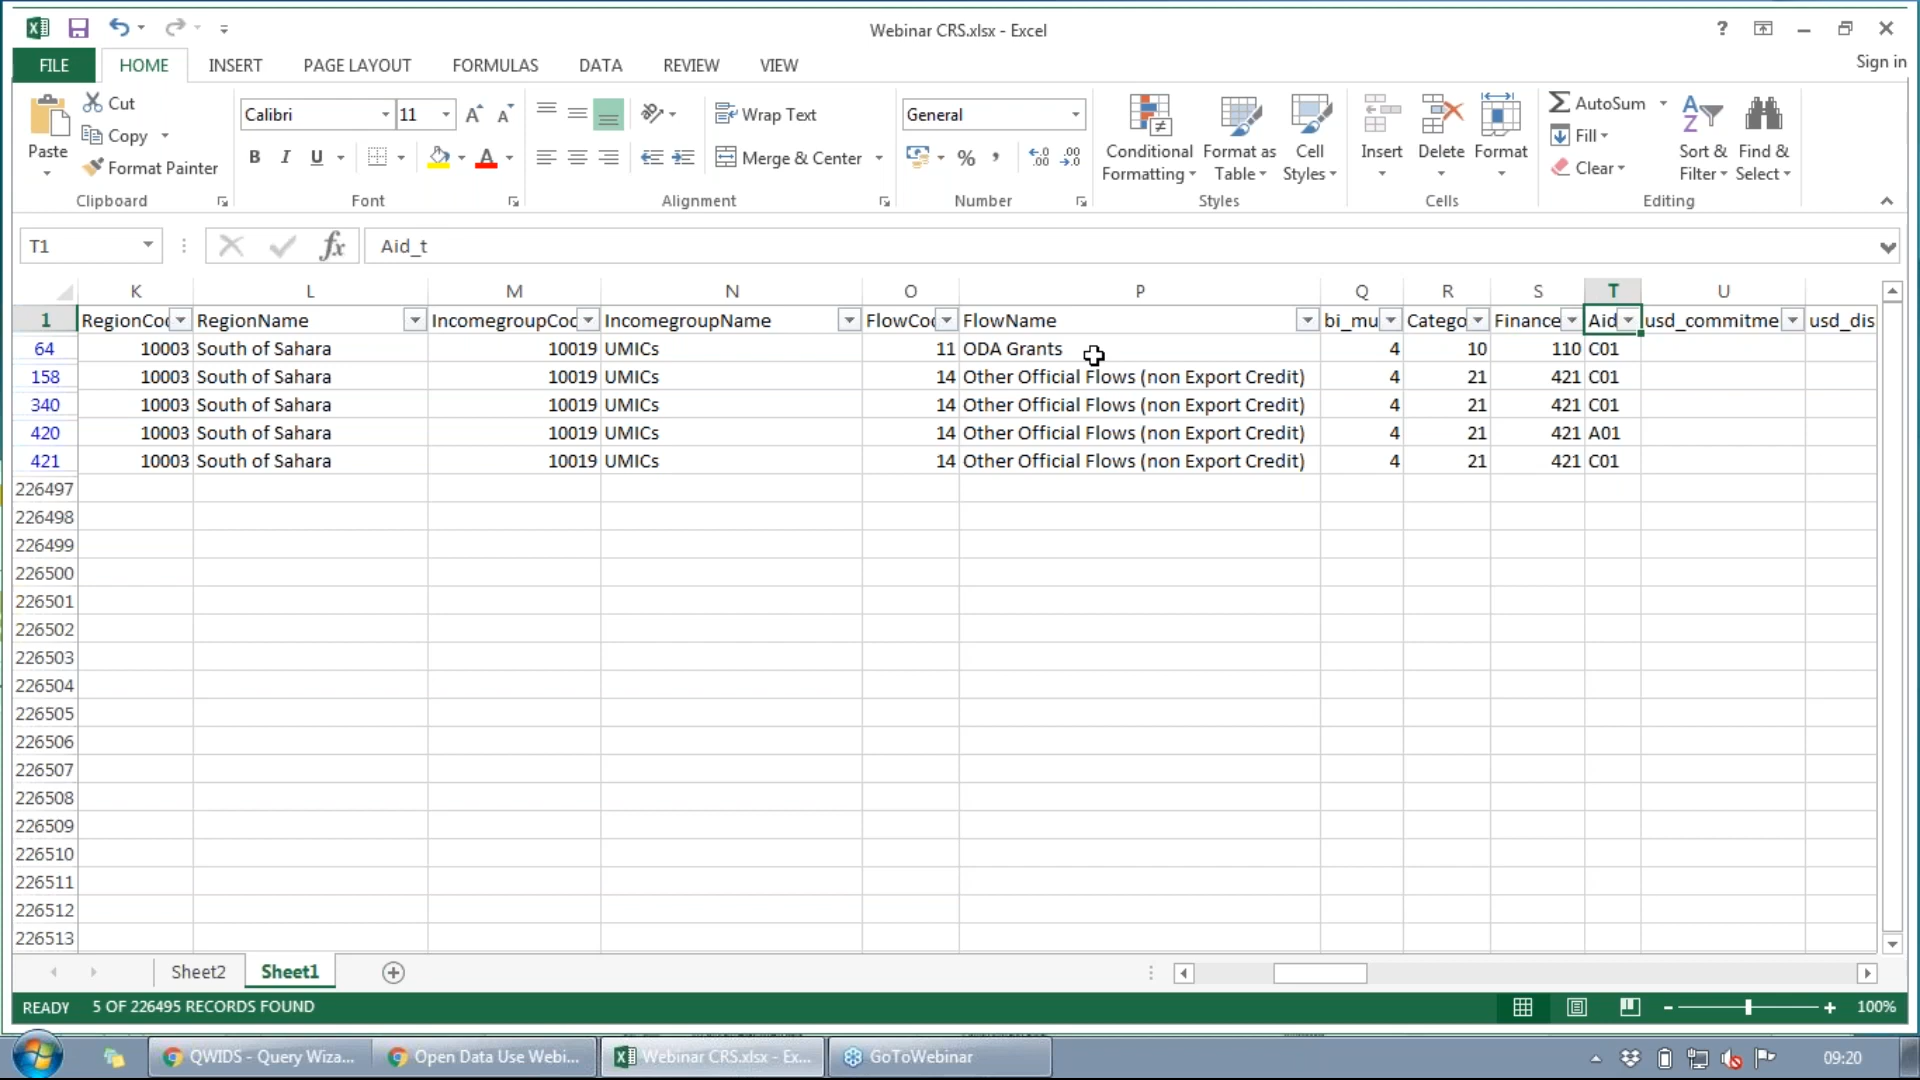 Webinar CRS.xlsx - Excel
?
Sign in
FILE HOME INSERT PAGE LAYOUT FORMULAS DATA REVIEW VIEW
Paste
Cut
Copy
Format Painter
Clipboard
Calibri 11
B I U
Font
Wrap Text
Merge & Center
Alignment
General
%
Number
Conditional Formatting
Format as Table
Cell Styles
Styles
Insert Delete Format
Cells
AutoSum
Fill
Clear
Sort & Filter
Find & Select
Editing
T1 fx Aid_t
K L M N O P Q R S T U
1 RegionCo RegionName IncomegroupCo IncomegroupName FlowCo FlowName bi_mu Catego Finance Aid usd_commitme usd_dis
64 10003 South of Sahara 10019 UMICs 11 ODA Grants 4 10 110 C01
158 10003 South of Sahara 10019 UMICs 14 Other Official Flows (non Export Credit) 4 21 421 C01
340 10003 South of Sahara 10019 UMICs 14 Other Official Flows (non Export Credit) 4 21 421 C01
420 10003 South of Sahara 10019 UMICs 14 Other Official Flows (non Export Credit) 4 21 421 A01
421 10003 South of Sahara 10019 UMICs 14 Other Official Flows (non Export Credit) 4 21 421 C01
226497
226498
226499
226500
226501
226502
226503
226504
226505
226506
226507
226508
226509
226510
226511
226512
226513
Sheet2 Sheet1
READY 5 OF 226495 RECORDS FOUND 100%
QWIDS - Query Wiza... Open Data Use Webi... Webinar CRS.xlsx - Ex... GoToWebinar 09:20